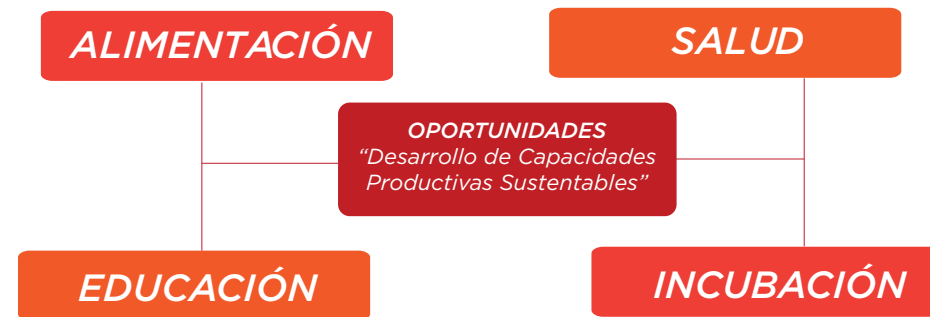 ALIMENTACIÓN
SALUD
OPORTUNIDADES
“Desarrollo de Capacidades
Productivas Sustentables”
EDUCACIÓN
INCUBACIÓN